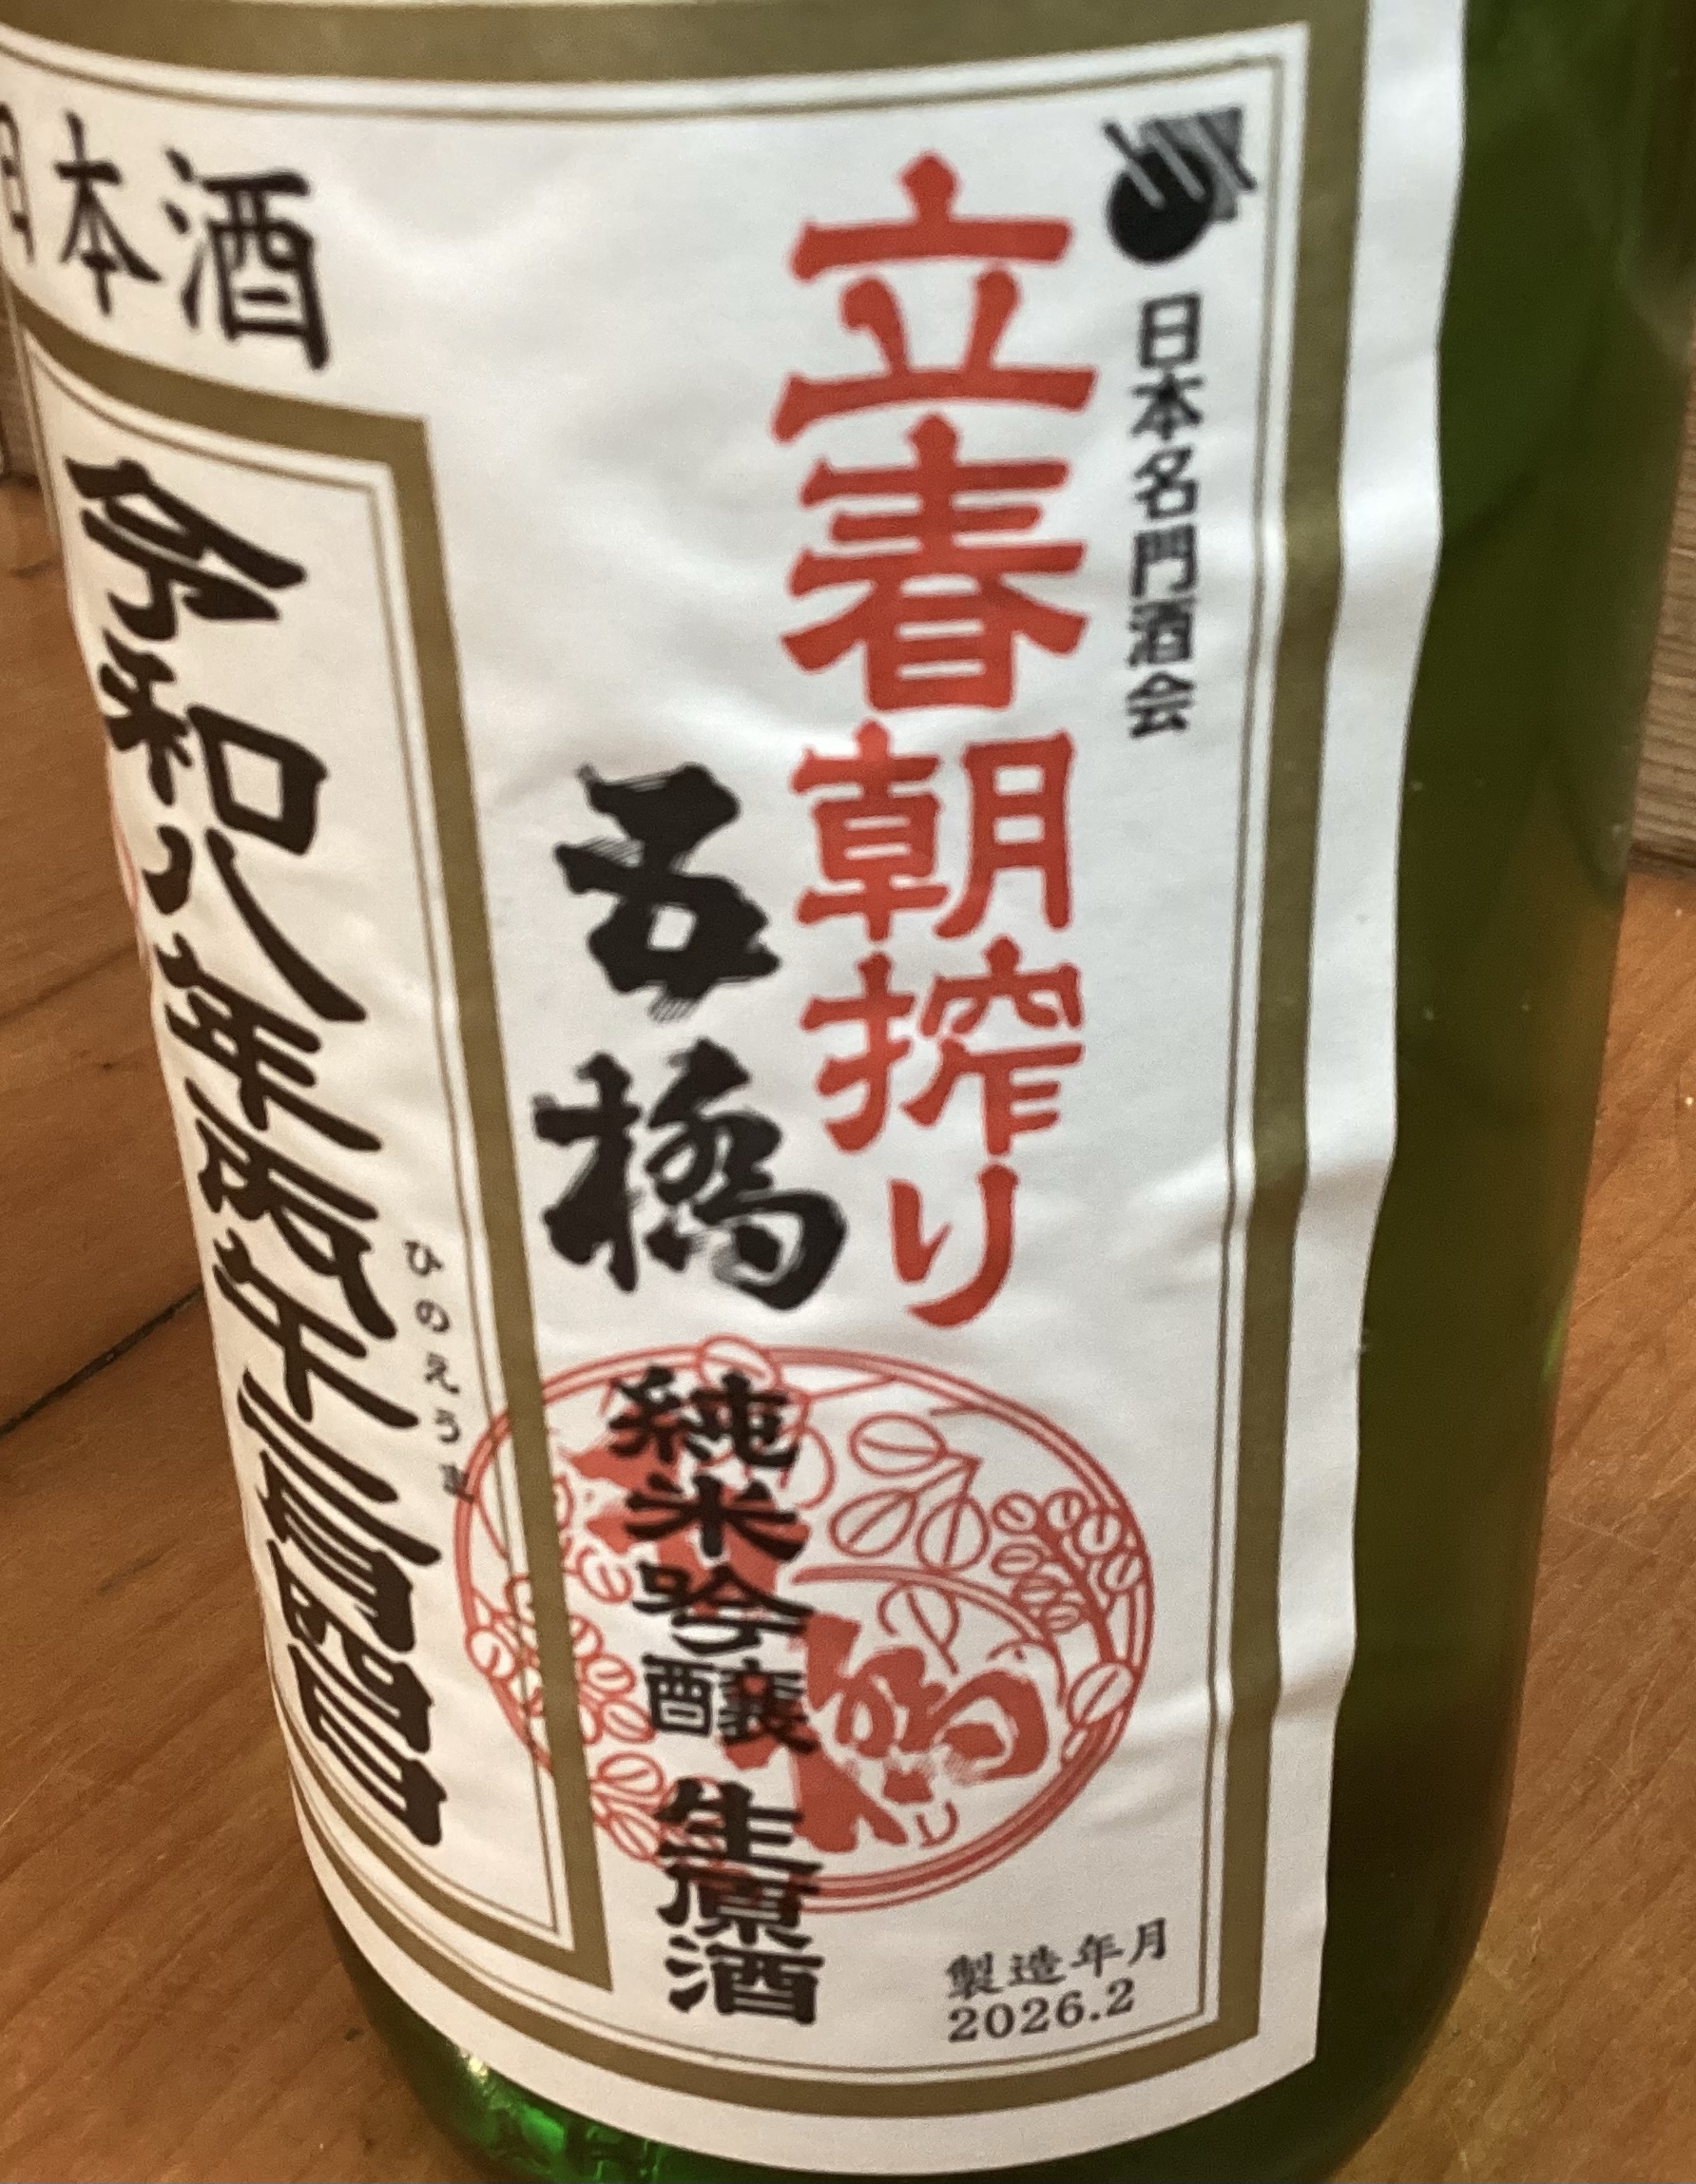 日本名門酒会
立春朝搾り
五橋
純米吟醸 生原酒
大吉
製造年月
2026.2
日本酒
令和八年丙午二月四日
ひのえうま